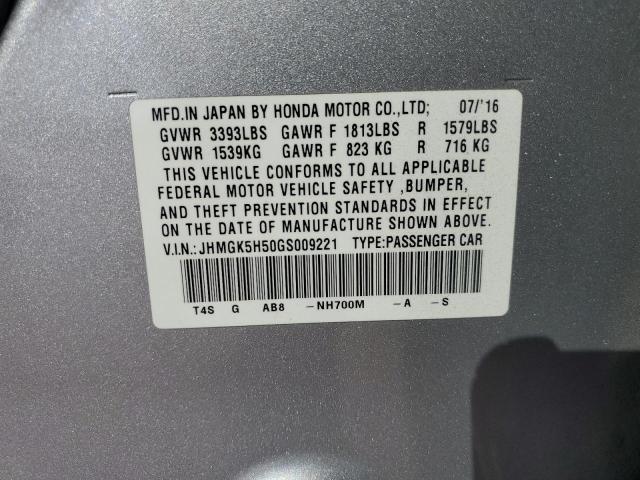 MFD.IN JAPAN BY HONDA MOTOR CO.,LTD; 07/'16
GVWR 3393LBS GAWR F 1813LBS R 1579LBS
GVWR 1539KG GAWR F 823 KG R 716 KG
THIS VEHICLE CONFORMS TO ALL APPLICABLE
FEDERAL MOTOR VEHICLE SAFETY ,BUMPER,
AND THEFT PREVENTION STANDARDS IN EFFECT
ON THE DATE OF MANUFACTURE SHOWN ABOVE.
V.I.N.:JHMGK5H50GS009221 TYPE:PASSENGER CAR
T4S G AB8 -NH700M -A -S